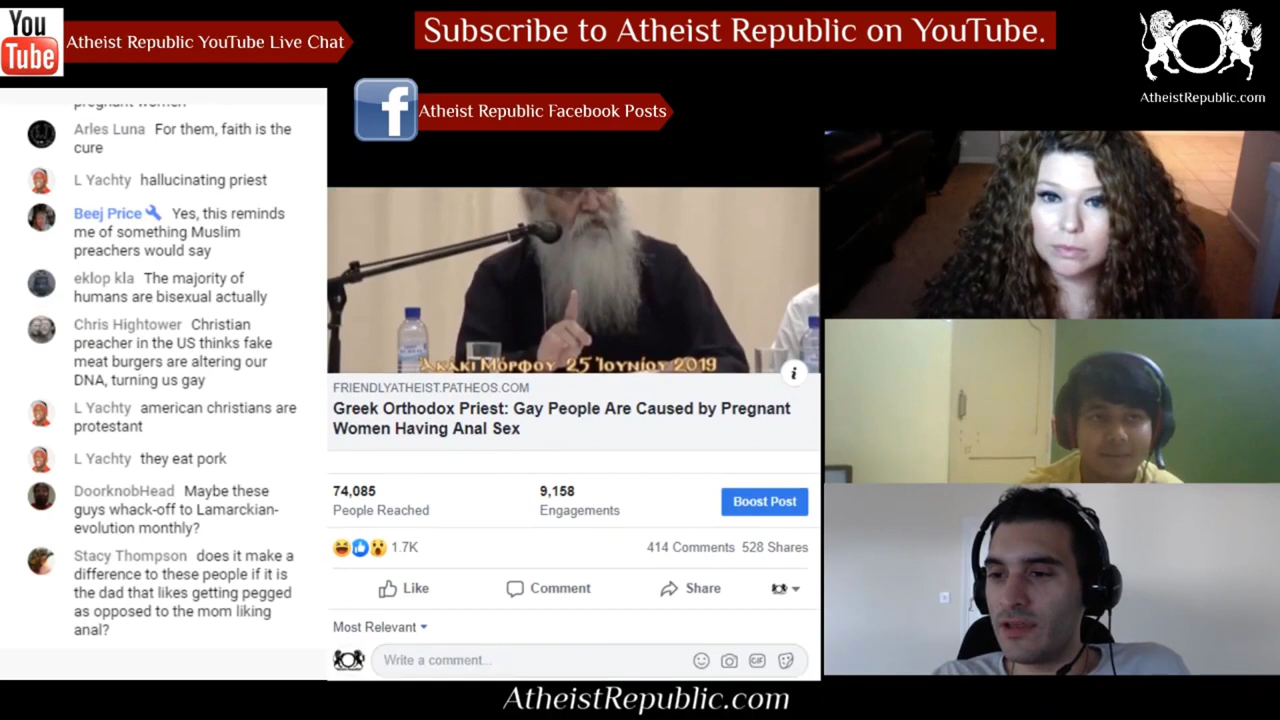 You
Tube
Atheist Republic YouTube Live Chat
Subscribe to Atheist Republic on YouTube.
AtheistRepublic.com
f
Atheist Republic Facebook Posts
pregnant women
Arles Luna For them, faith is the
cure
L Yachty hallucinating priest
Beej Price Yes, this reminds
me of something Muslim
preachers would say
eklop kla The majority of
humans are bisexual actually
Chris Hightower Christian
preacher in the US thinks fake
meat burgers are altering our
DNA, turning us gay
L Yachty american christians are
protestant
L Yachty they eat pork
DoorknobHead Maybe these
guys whack-off to Lamarckian-
evolution monthly?
Stacy Thompson does it make a
difference to these people if it is
the dad that likes getting pegged
as opposed to the mom liking
anal?
Ἀκάκι Μόρφου 25 Ἰουνίου 2019
i
FRIENDLYATHEIST.PATHEOS.COM
Greek Orthodox Priest: Gay People Are Caused by Pregnant
Women Having Anal Sex
74,085
People Reached
9,158
Engagements
Boost Post
1.7K
414 Comments 528 Shares
Like
Comment
Share
Most Relevant
Write a comment...
GIF
AtheistRepublic.com